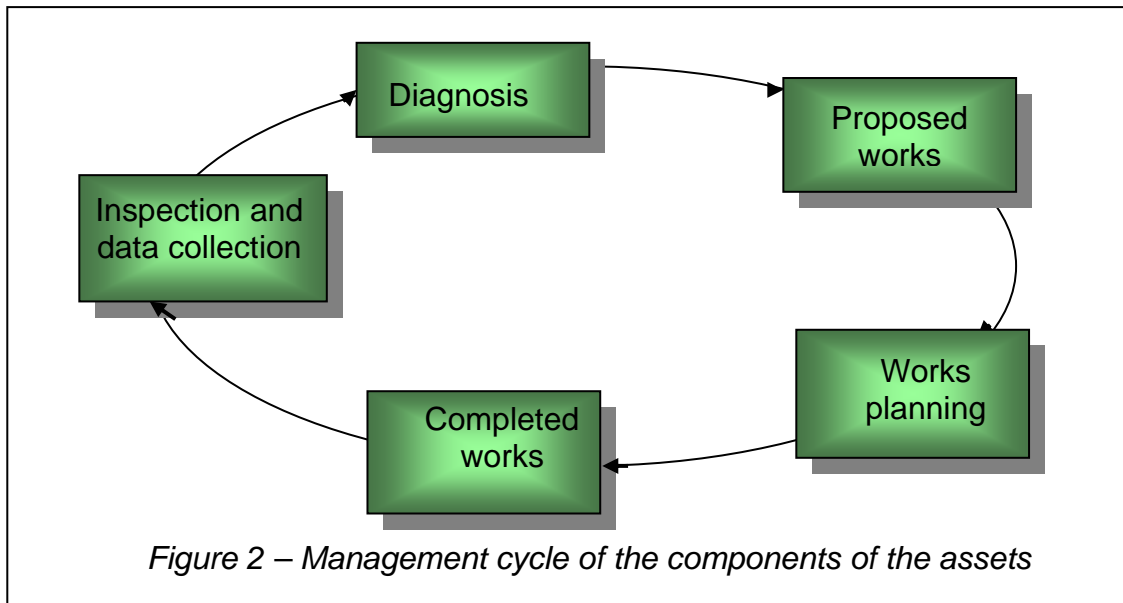 Diagnosis
Proposed
works
Inspection and
data collection
Works
planning
Completed
works
Figure 2 – Management cycle of the components of the assets